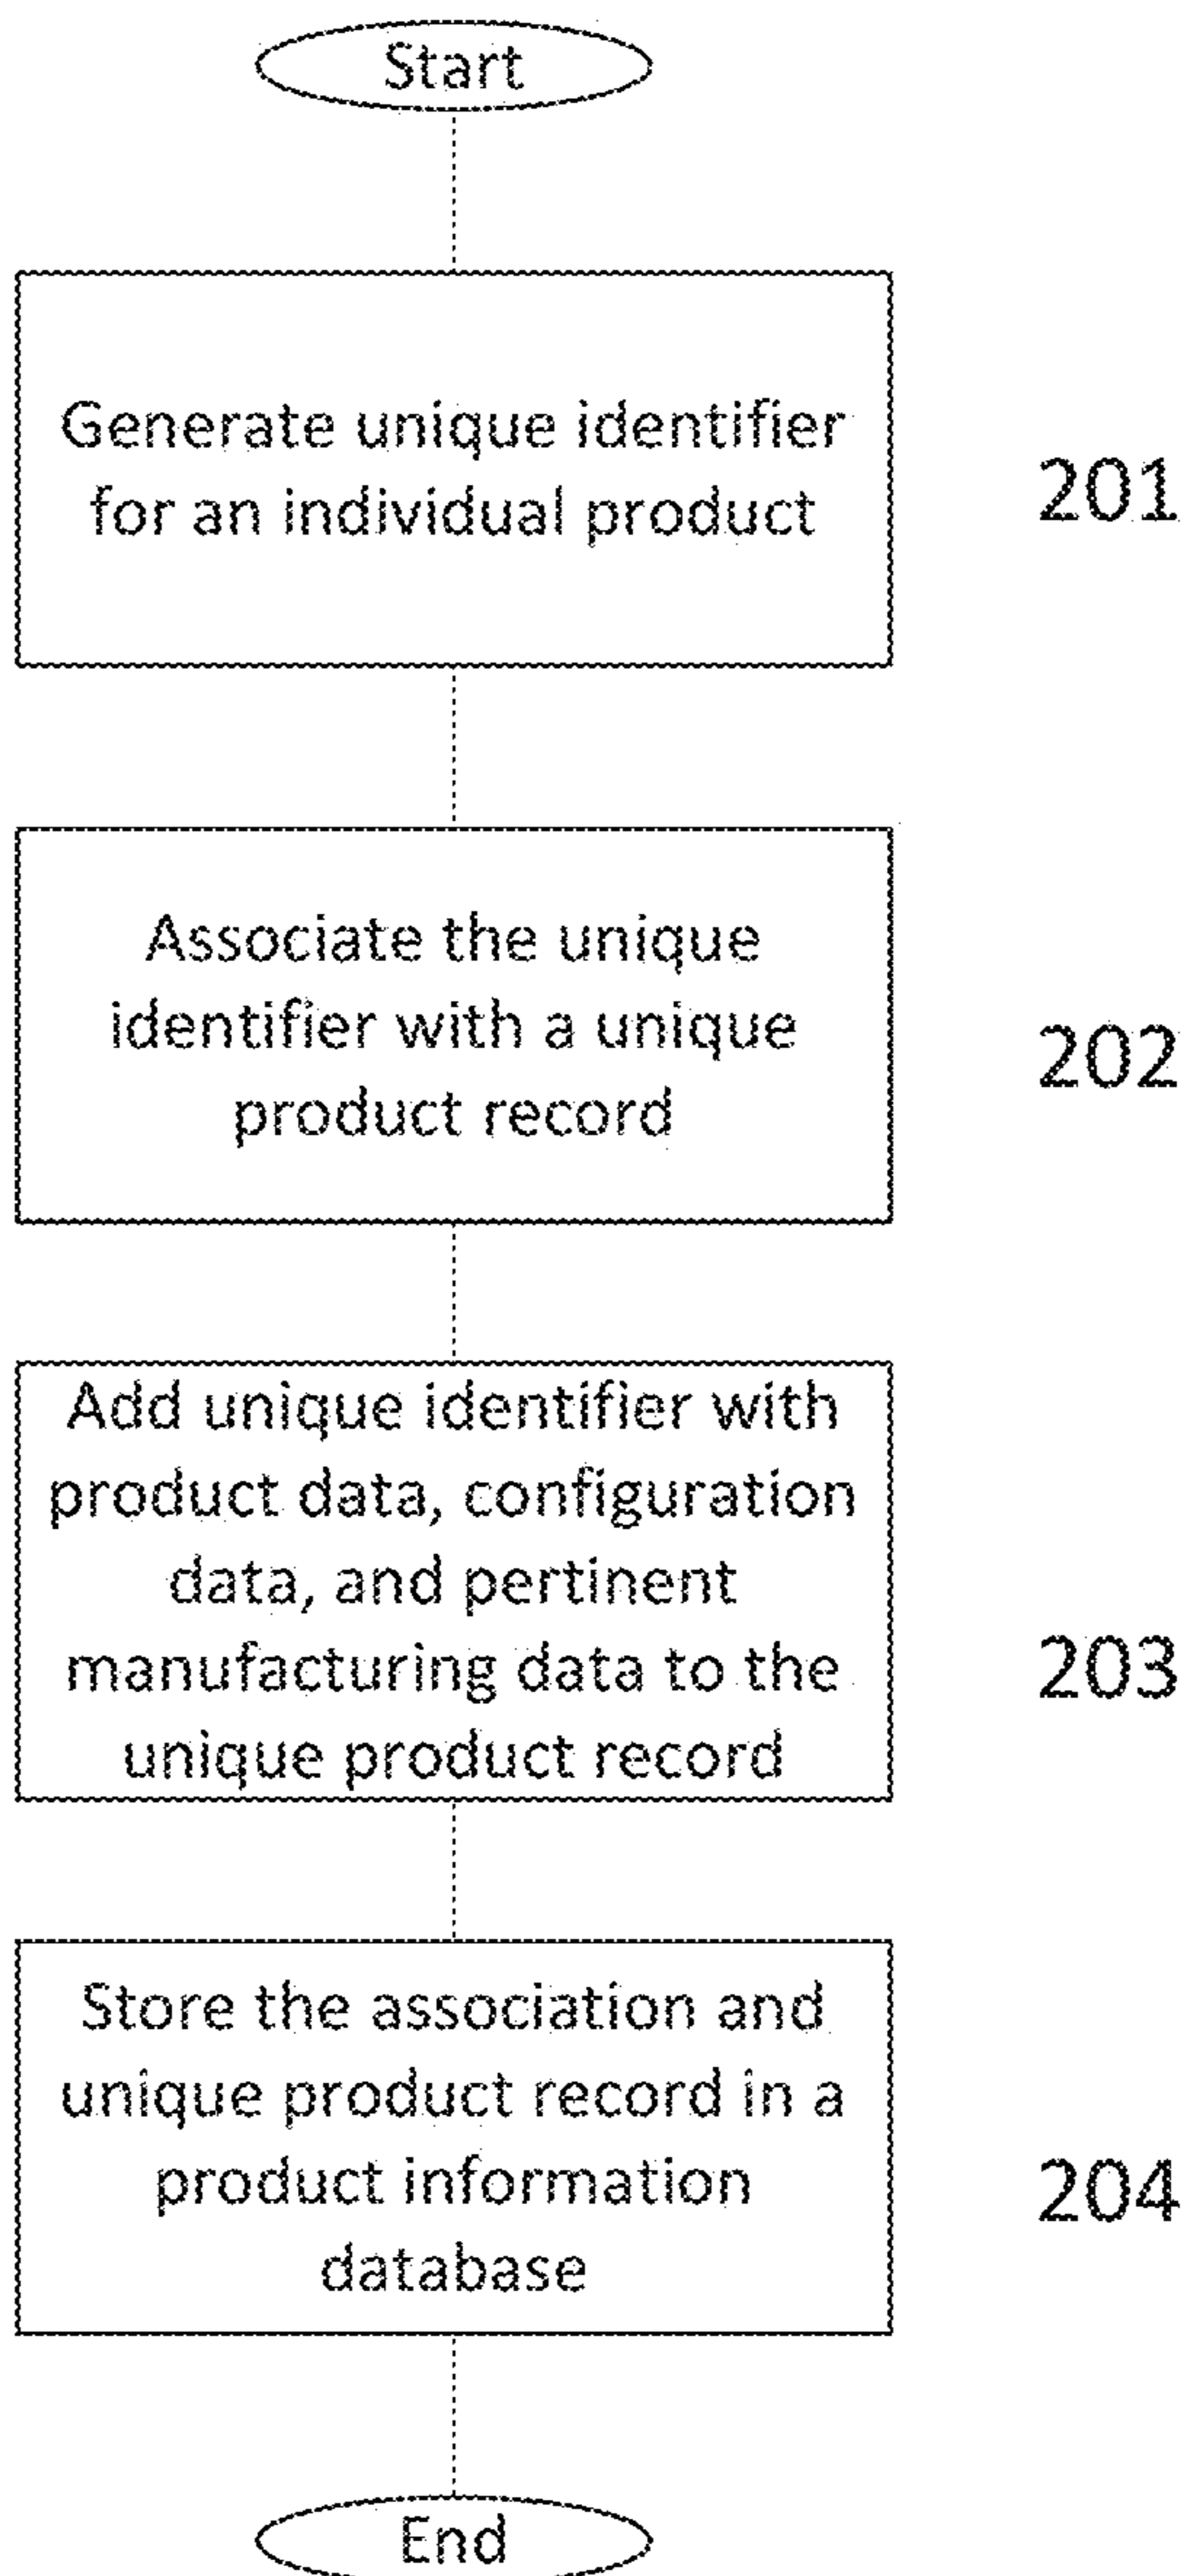 Start
Generate unique identifier
for an individual product
201
Associate the unique
identifier with a unique
product record
202
Add unique identifier with
product data, configuration
data, and pertinent
manufacturing data to the
unique product record
203
Store the association and
unique product record in a
product information
database
204
End